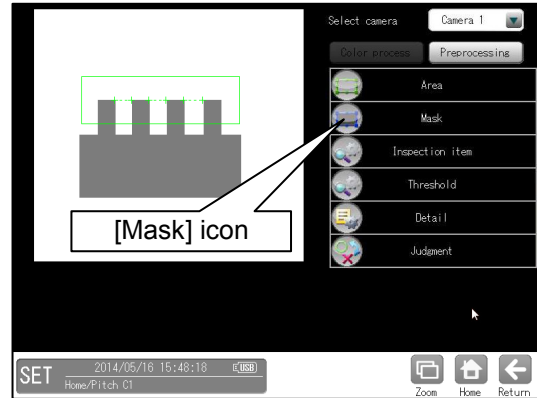 Select camera
Camera 1
Color process
Preprocessing
Area
Mask
Inspection item
Threshold
Detail
Judgment
[Mask] icon
SET
2014/05/16 15:48:18
USB
Home/Pitch C1
Zoom
Home
Return